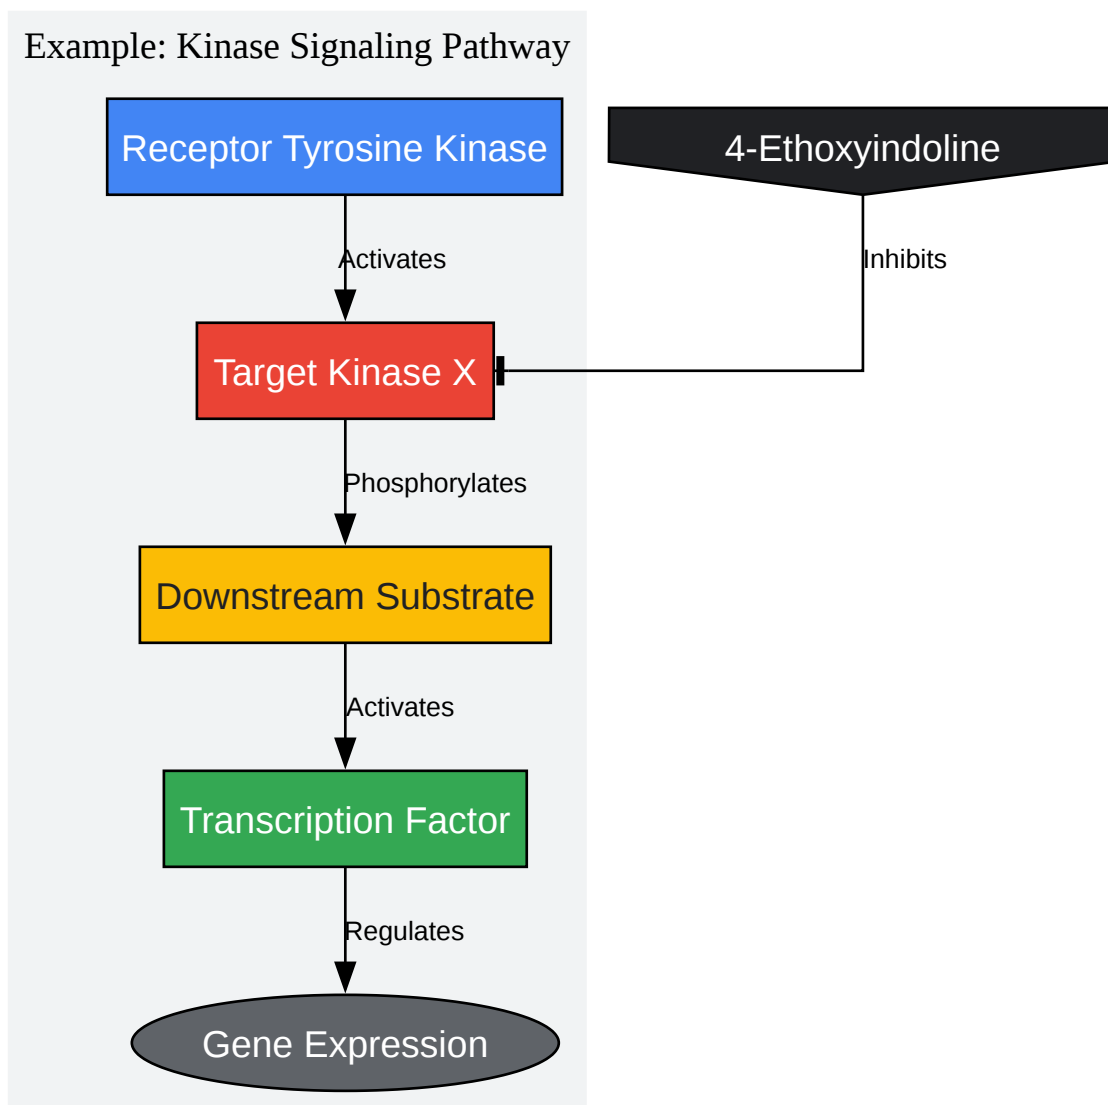 Example: Kinase Signaling Pathway
Receptor Tyrosine Kinase
4-Ethoxyindoline
Activates
Inhibits
Target Kinase X
Phosphorylates
Downstream Substrate
Activates
Transcription Factor
Regulates
Gene Expression